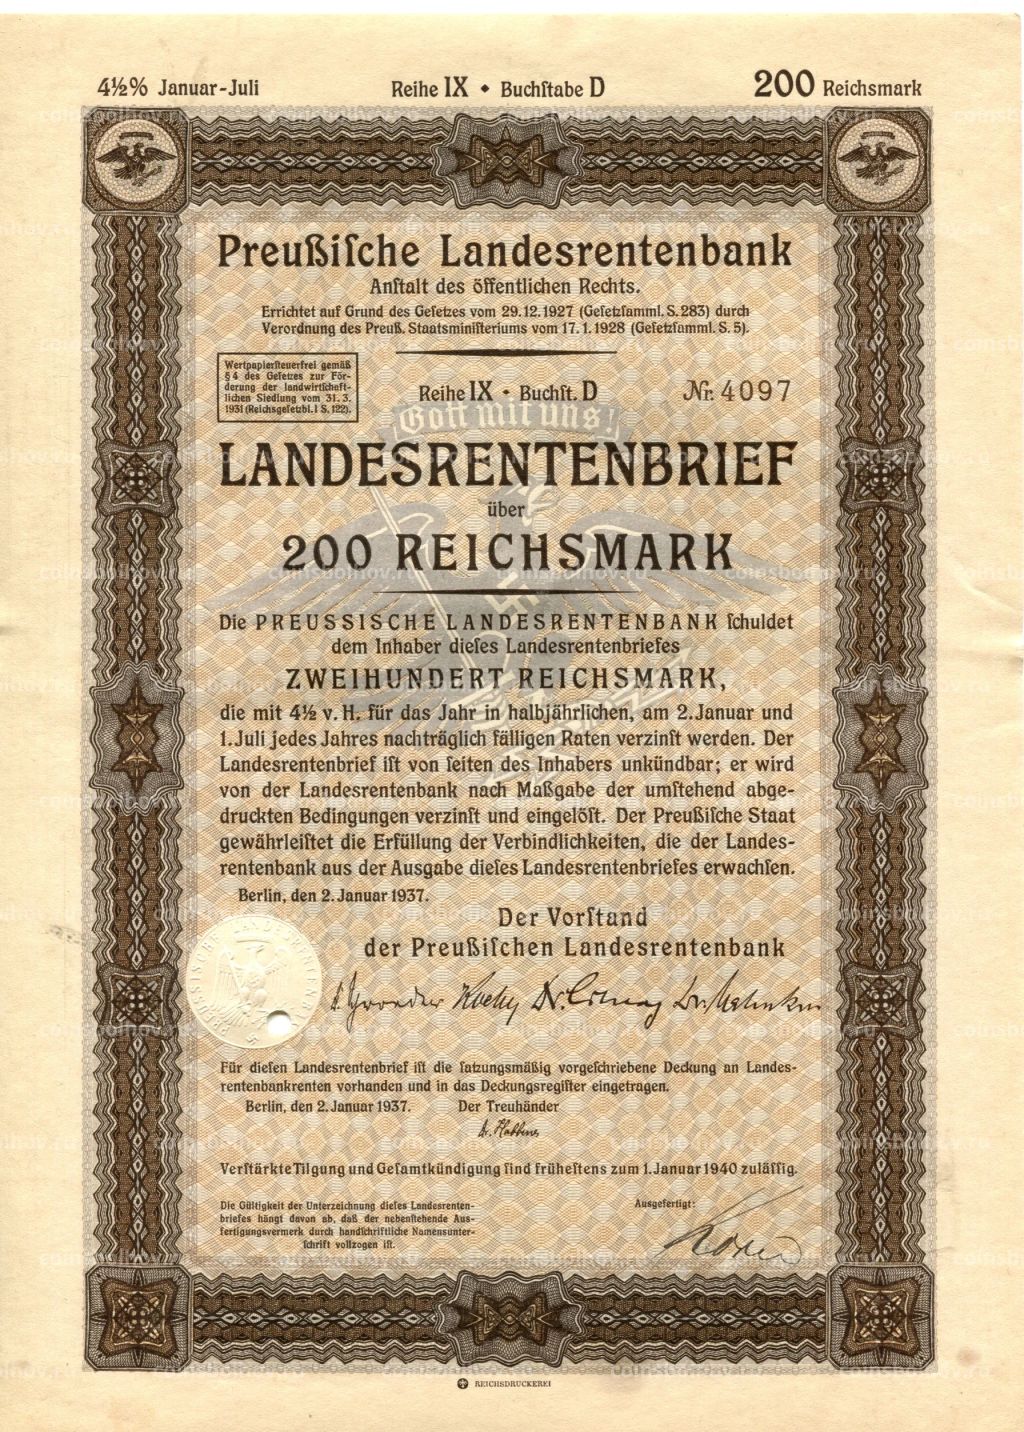 4½% Januar-Juli
Reihe IX • Buchſtabe D
200 Reichsmark
Preußiſche Landesrentenbank
Anſtalt des öffentlichen Rechts.
Errichtet auf Grund des Geſetzes vom 29.12.1927 (Geſetzſamml. S. 283) durch
Verordnung des Preuß. Staatsminiſteriums vom 17.1.1928 (Geſetzſamml. S. 5).
Wertpapierſteuerfrei gemäß
§ 4 des Geſetzes zur För-
derung der landwirtſchaft-
lichen Siedlung vom 31.3.
1931 (Reichsgeſetzbl. I S. 122).
Reihe IX • Buchſt. D
Nr. 4097
Gott mit uns!
LANDESRENTENBRIEF
über
200 REICHSMARK
Die PREUSSISCHE LANDESRENTENBANK ſchuldet
dem Inhaber dieſes Landesrentenbriefes
ZWEIHUNDERT REICHSMARK,
die mit 4½ v. H. für das Jahr in halbjährlichen, am 2. Januar und
1. Juli jedes Jahres nachträglich fälligen Raten verzinſt werden. Der
Landesrentenbrief iſt von ſeiten des Inhabers unkündbar; er wird
von der Landesrentenbank nach Maßgabe der umſtehend abge-
druckten Bedingungen verzinſt und eingelöſt. Der Preußiſche Staat
gewährleiſtet die Erfüllung der Verbindlichkeiten, die der Landes-
rentenbank aus der Ausgabe dieſes Landesrentenbriefes erwachſen.
Berlin, den 2. Januar 1937.
Der Vorſtand
der Preußiſchen Landesrentenbank
PREUSSISCHE LANDESRENTENBANK
Für dieſen Landesrentenbrief iſt die ſatzungsmäßig vorgeſchriebene Deckung an Landes-
rentenbankrenten vorhanden und in das Deckungsregiſter eingetragen.
Berlin, den 2. Januar 1937.
Der Treuhänder
Verſtärkte Tilgung und Geſamtkündigung ſind früheſtens zum 1. Januar 1940 zuläſſig.
Die Gültigkeit der Unterzeichnung dieſes Landesrenten-
briefes hängt davon ab, daß der nebenſtehende Aus-
fertigungsvermerk durch handſchriftliche Namensunter-
ſchrift vollzogen iſt.
Ausgefertigt:
REICHSDRUCKEREI
coinsbolhov.ru